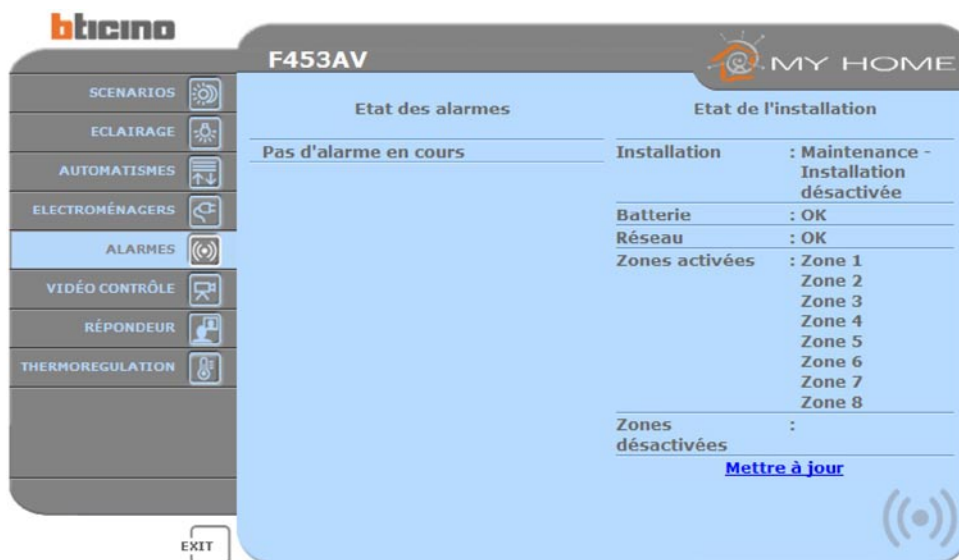 bticino
F453AV
MY HOME
SCENARIOS
ECLAIRAGE
AUTOMATISMES
ELECTROMÉNAGERS
ALARMES
VIDÉO CONTRÔLE
RÉPONDEUR
THERMOREGULATION
EXIT
Etat des alarmes
Pas d'alarme en cours
Etat de l'installation
Installation : Maintenance -
Installation
désactivée
Batterie : OK
Réseau : OK
Zones activées : Zone 1
Zone 2
Zone 3
Zone 4
Zone 5
Zone 6
Zone 7
Zone 8
Zones :
désactivées
Mettre à jour